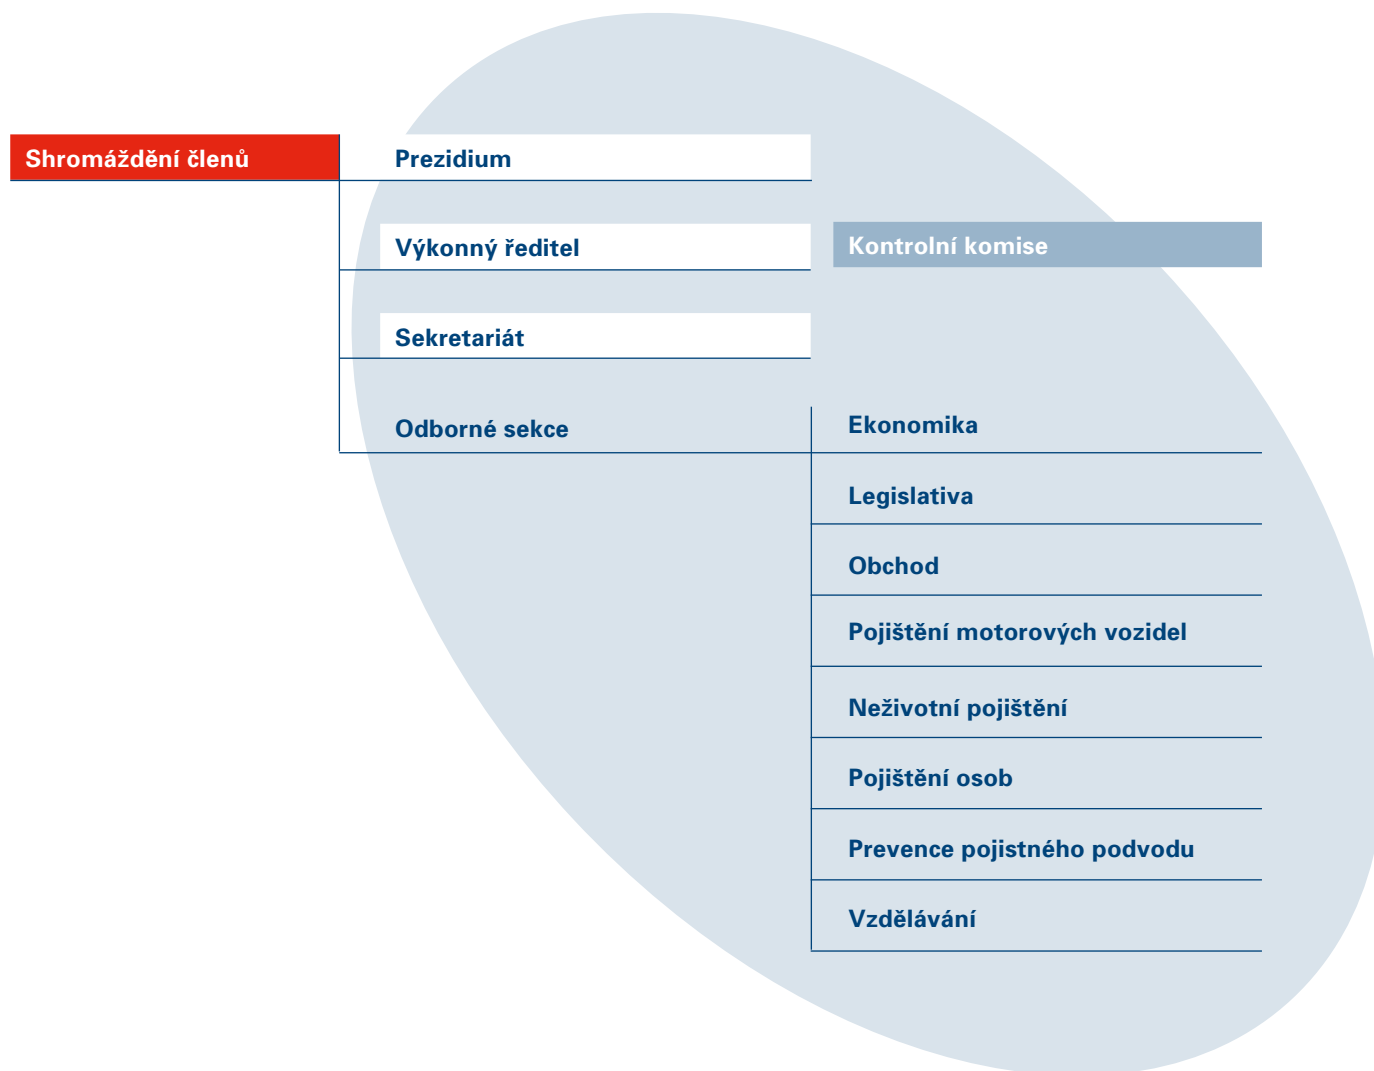 Shromáždění členů
Prezidium
Výkonný ředitel
Kontrolní komise
Sekretariát
Odborné sekce
Ekonomika
Legislativa
Obchod
Pojištění motorových vozidel
Neživotní pojištění
Pojištění osob
Prevence pojistného podvodu
Vzdělávání